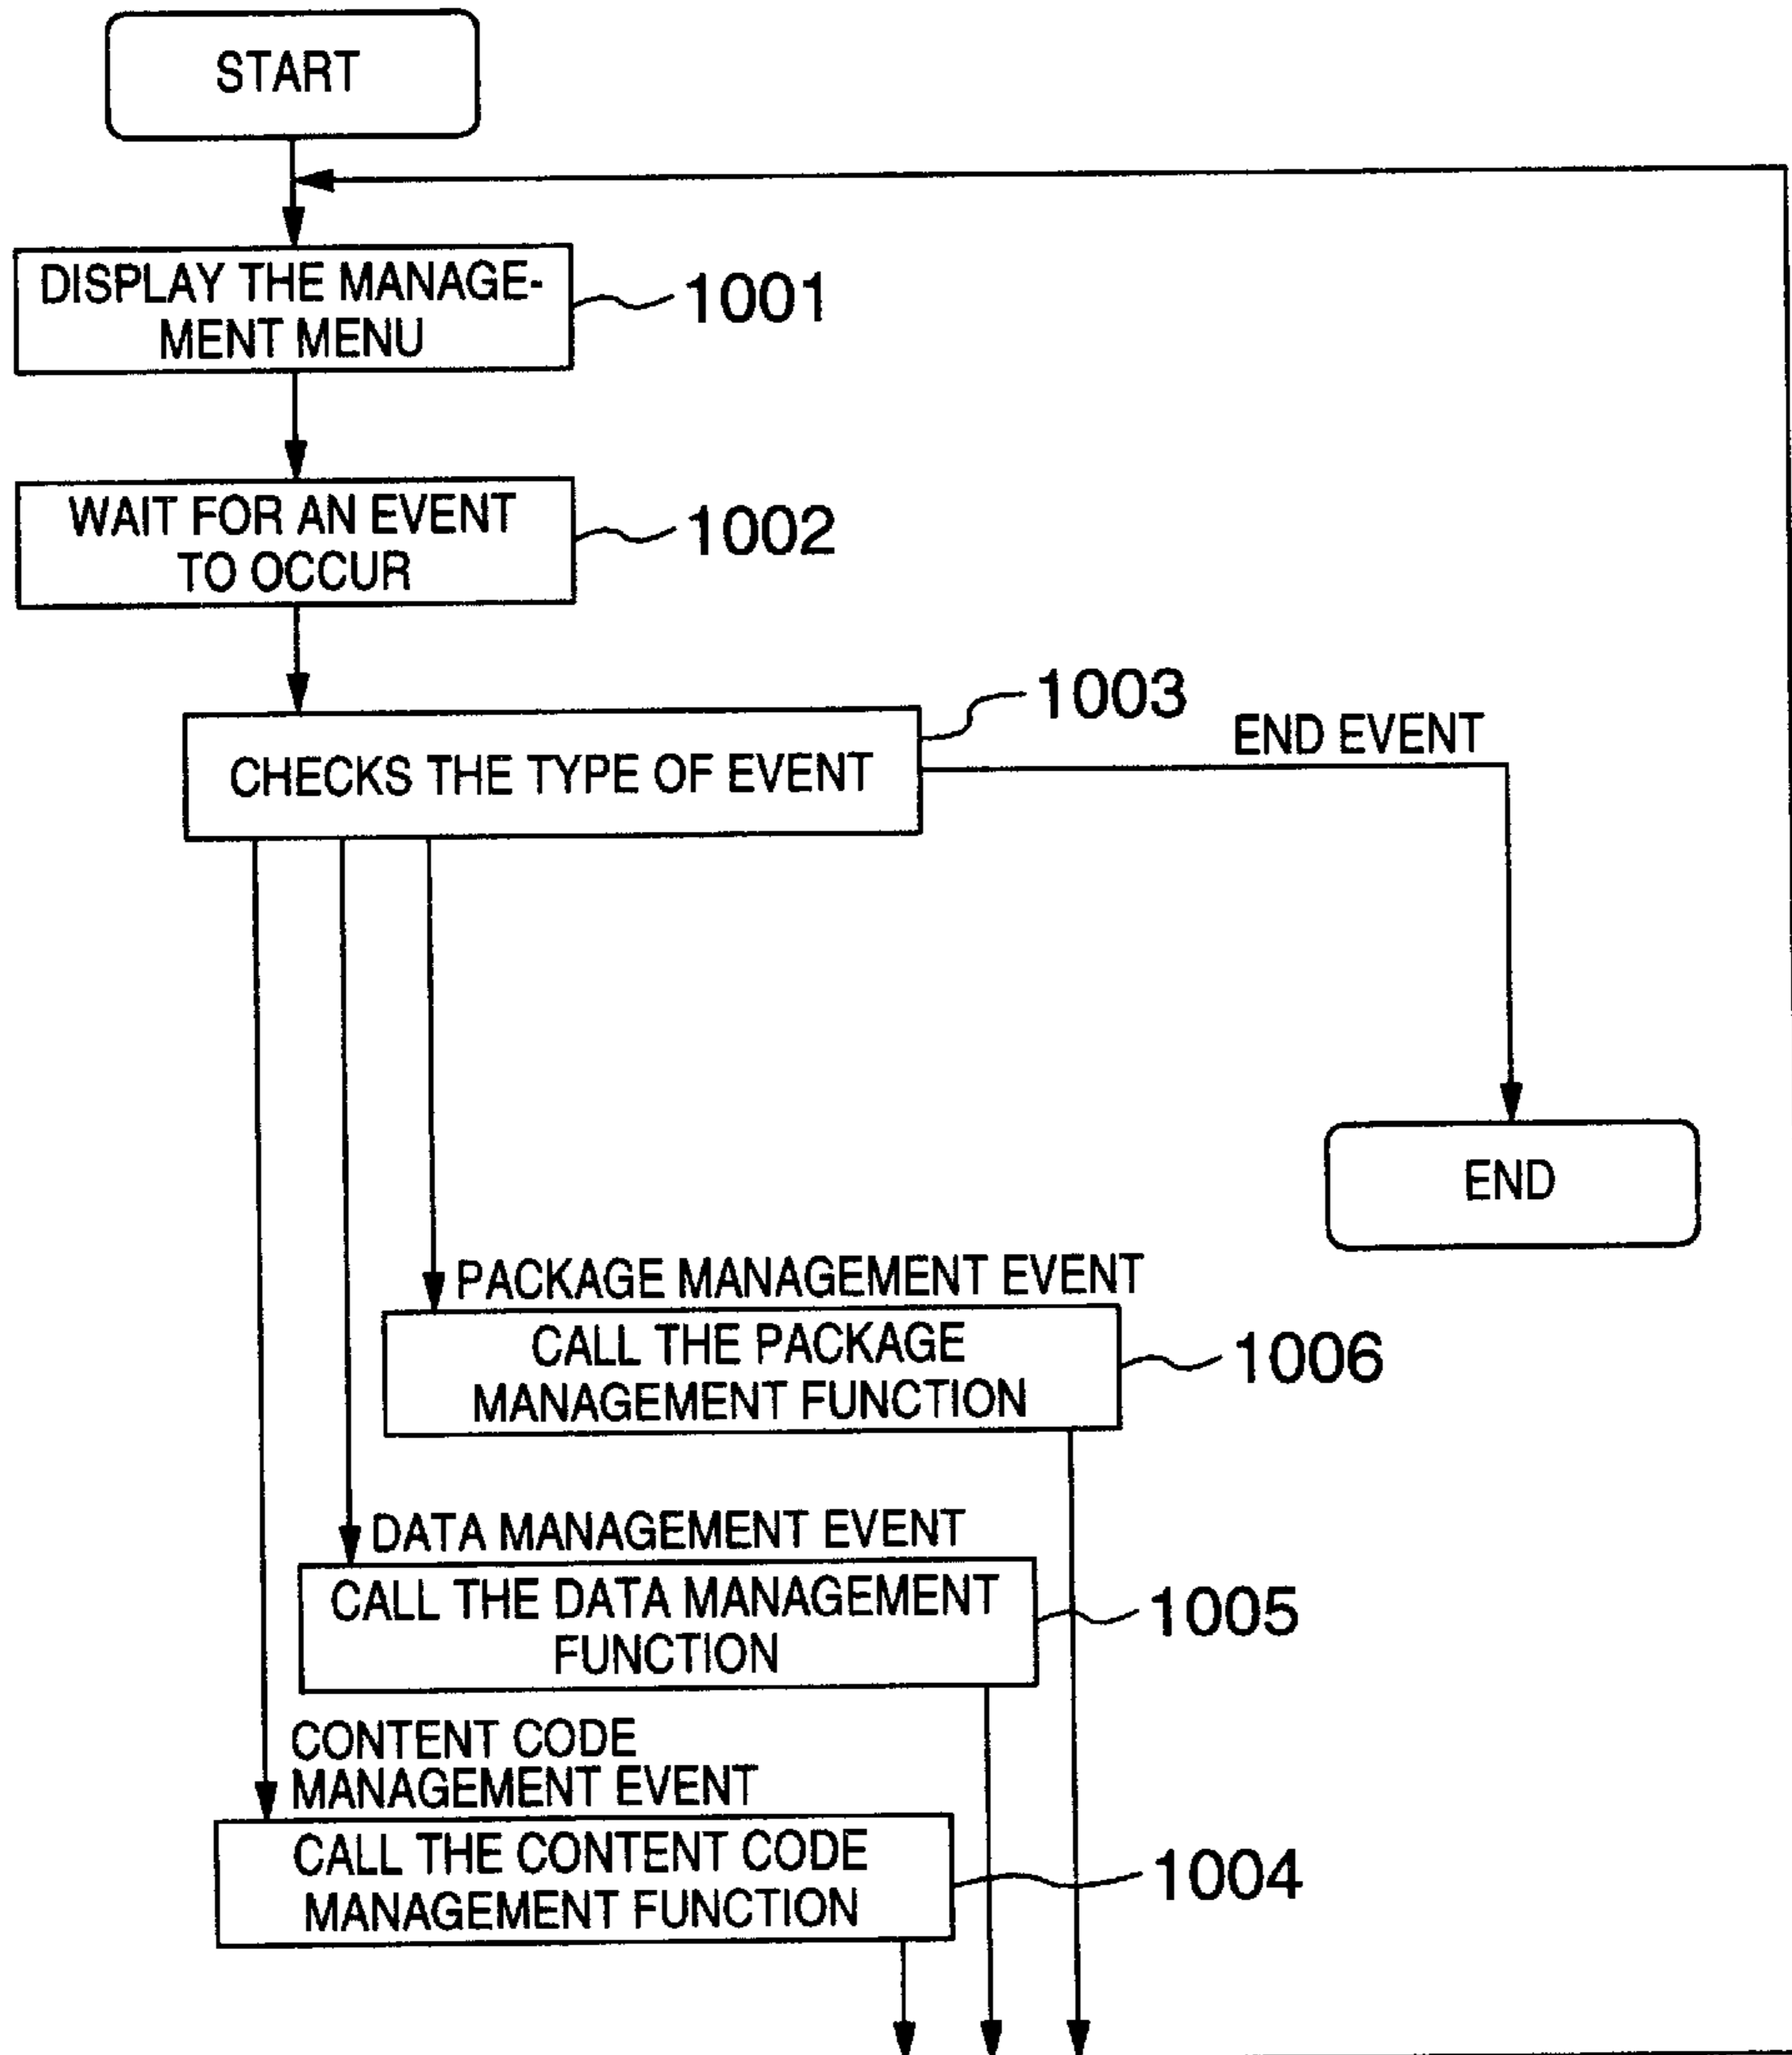 START
DISPLAY THE MANAGE-
MENT MENU
1001
WAIT FOR AN EVENT
TO OCCUR
1002
1003
CHECKS THE TYPE OF EVENT
END EVENT
END
PACKAGE MANAGEMENT EVENT
CALL THE PACKAGE
MANAGEMENT FUNCTION
1006
DATA MANAGEMENT EVENT
CALL THE DATA MANAGEMENT
FUNCTION
1005
CONTENT CODE
MANAGEMENT EVENT
CALL THE CONTENT CODE
MANAGEMENT FUNCTION
1004